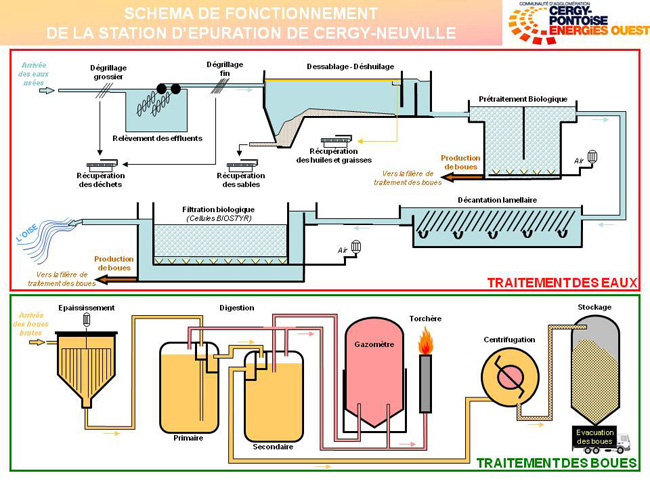 SCHEMA DE FONCTIONNEMENT
DE LA STATION D'EPURATION DE CERGY-NEUVILLE
COMMUNAUTÉ D'AGGLOMÉRATION
CERGY-
PONTOISE
ENERGIES OUEST
Arrivée
des eaux
usées
Dégrillage
grossier
Dégrillage
fin
Relèvement des effluents
Récupération
des déchets
Dessablage - Déshuilage
Récupération
des sables
Récupération
des huiles et graisses
Prétraitement Biologique
Production
de boues
Air
Vers la filière de
traitement des boues
L'OISE
Filtration biologique
(Cellules BIOSTYR)
Air
Décantation lamellaire
Production
de boues
Vers la filière de
traitement des boues
TRAITEMENT DES EAUX
Arrivée
des boues
brutes
Epaississement
Digestion
Primaire
Secondaire
Gazomètre
Torchère
Centrifugation
Stockage
Evacuation
des boues
TRAITEMENT DES BOUES